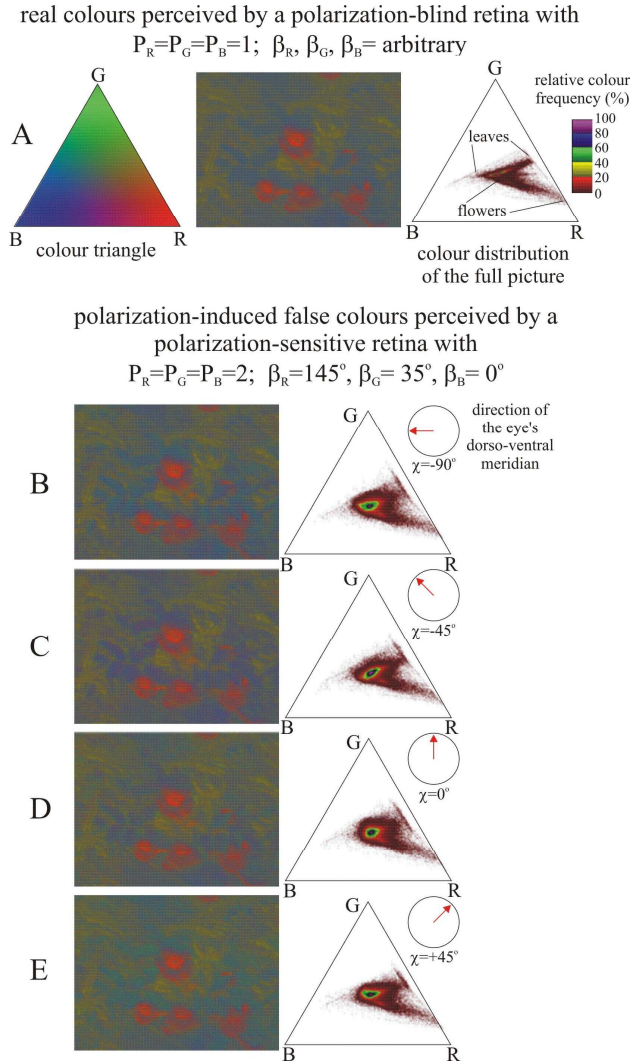 real colours perceived by a polarization-blind retina with
P_R=P_G=P_B=1; β_R, β_G, β_B= arbitrary
A
G
B
R
colour triangle
G
B
R
leaves
flowers
relative colour
frequency (%)
100
80
60
40
20
0
colour distribution
of the full picture
polarization-induced false colours perceived by a
polarization-sensitive retina with
P_R=P_G=P_B=2; β_R=145°, β_G= 35°, β_B= 0°
B
G
B
R
χ=-90°
direction of
the eye's
dorso-ventral
meridian
C
G
B
R
χ=-45°
D
G
B
R
χ=0°
E
G
B
R
χ=+45°